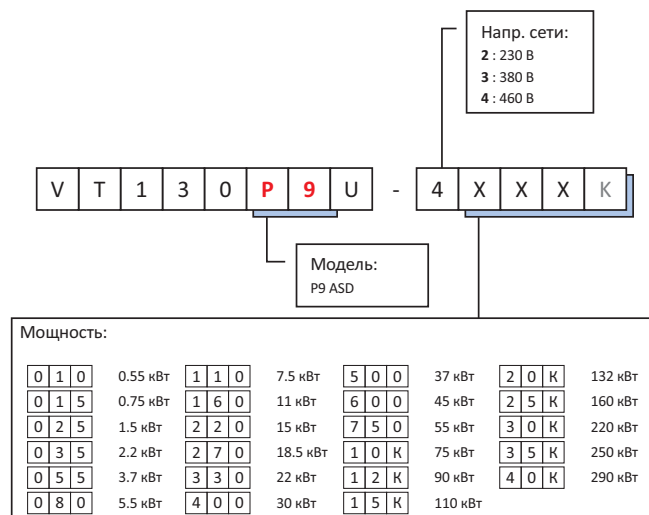 Напр. сети:
2 : 230 В
3 : 380 В
4 : 460 В
V T 1 3 0 P 9 U - 4 X X X K
Модель:
P9 ASD
Мощность:
0 1 0 0.55 кВт 1 1 0 7.5 кВт 5 0 0 37 кВт 2 0 K 132 кВт
0 1 5 0.75 кВт 1 6 0 11 кВт 6 0 0 45 кВт 2 5 K 160 кВт
0 2 5 1.5 кВт 2 2 0 15 кВт 7 5 0 55 кВт 3 0 K 220 кВт
0 3 5 2.2 кВт 2 7 0 18.5 кВт 1 0 K 75 кВт 3 5 K 250 кВт
0 5 5 3.7 кВт 3 3 0 22 кВт 1 2 K 90 кВт 4 0 K 290 кВт
0 8 0 5.5 кВт 4 0 0 30 кВт 1 5 K 110 кВт